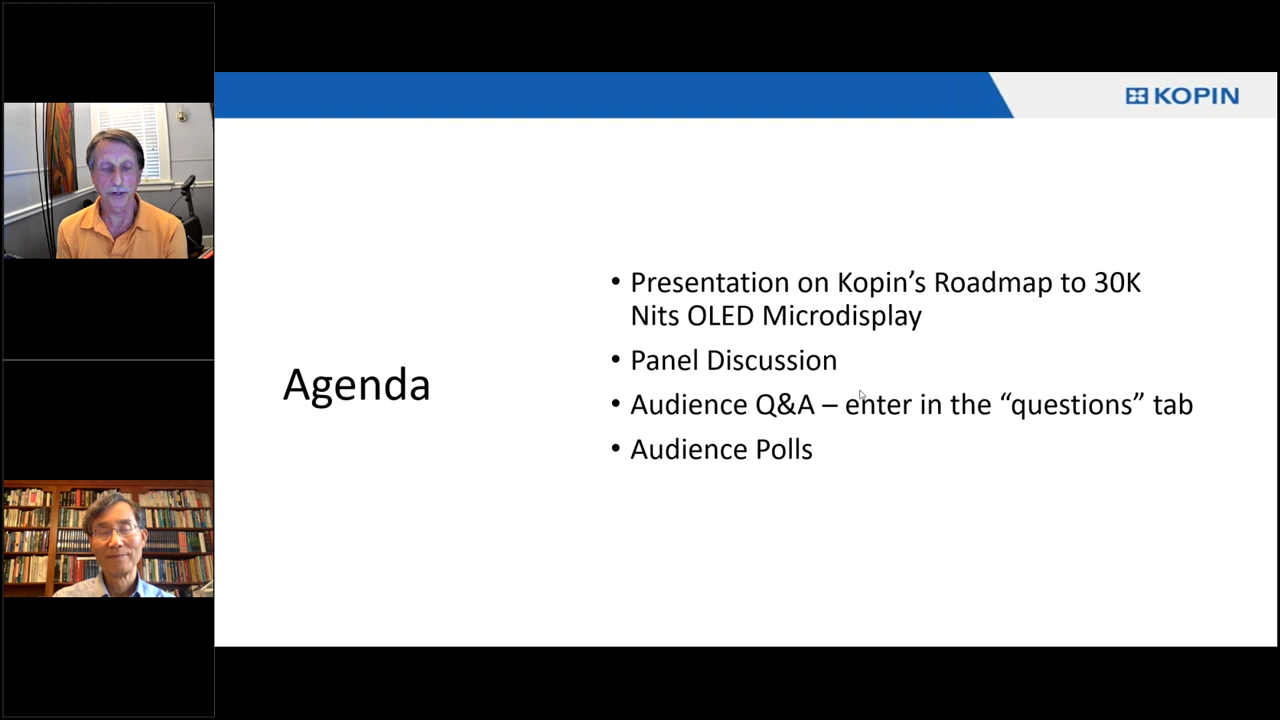 KOPIN
Agenda
• Presentation on Kopin’s Roadmap to 30K
Nits OLED Microdisplay
• Panel Discussion
• Audience Q&A – enter in the “questions” tab
• Audience Polls